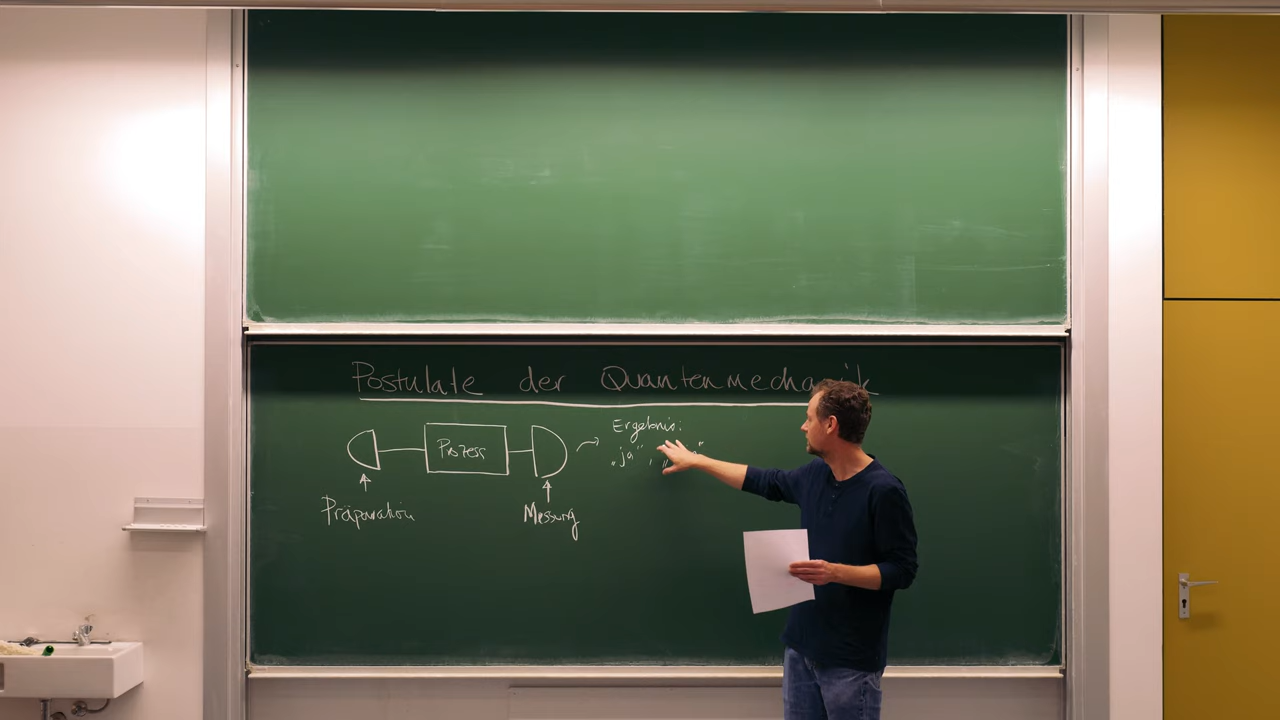 Postulate der Quantenmechanik
Prozess
Ergebnis:
„ja“, „
Präparation
Messung